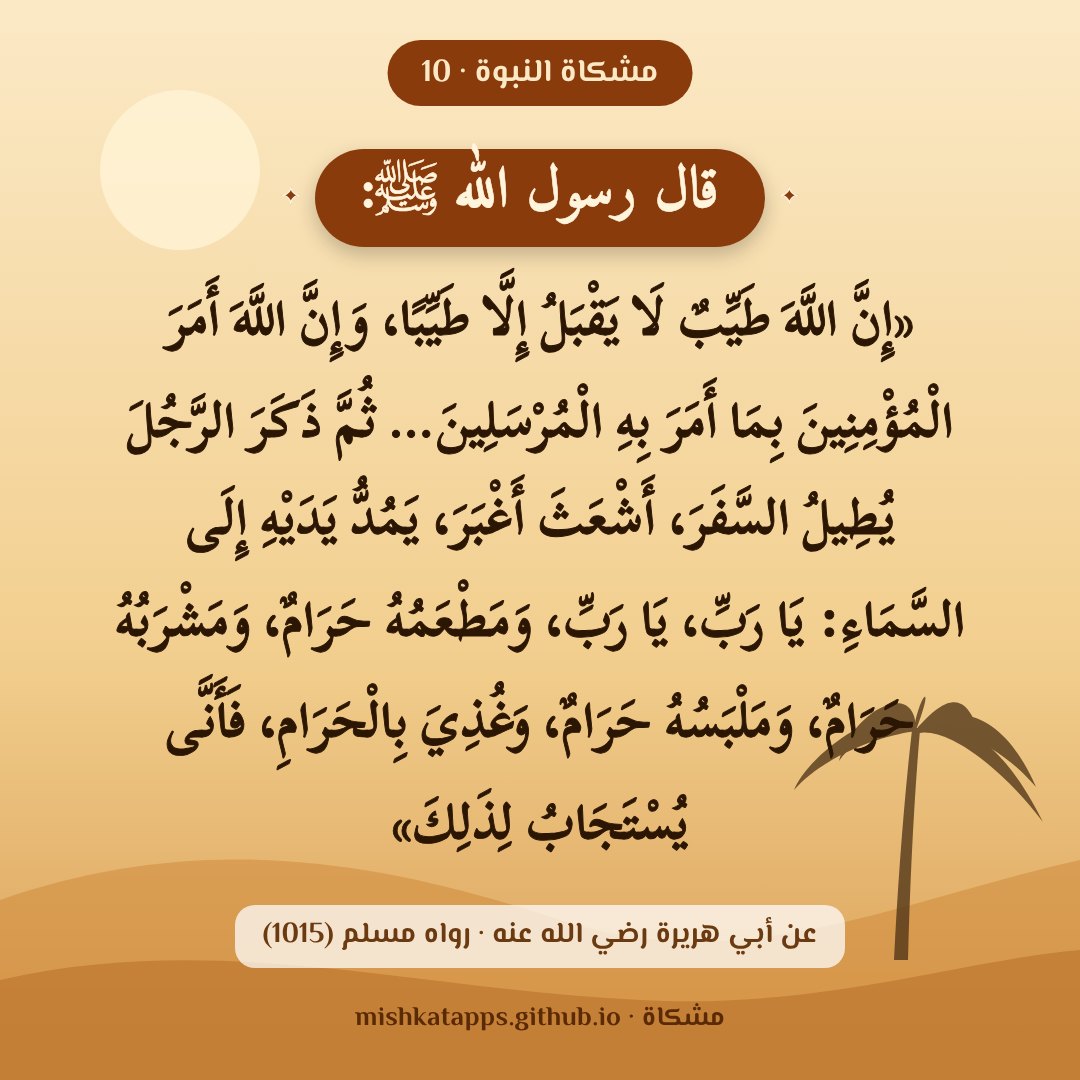 مشكاة النبوة · 10
قال رسول الله ﷺ:
«إِنَّ اللَّهَ طَيِّبٌ لَا يَقْبَلُ إِلَّا طَيِّبًا، وَإِنَّ اللَّهَ أَمَرَ
الْمُؤْمِنِينَ بِمَا أَمَرَ بِهِ الْمُرْسَلِينَ... ثُمَّ ذَكَرَ الرَّجُلَ
يُطِيلُ السَّفَرَ، أَشْعَثَ أَغْبَرَ، يَمُدُّ يَدَيْهِ إِلَى
السَّمَاءِ: يَا رَبِّ، يَا رَبِّ، وَمَطْعَمُهُ حَرَامٌ، وَمَشْرَبُهُ
حَرَامٌ، وَمَلْبَسُهُ حَرَامٌ، وَغُذِيَ بِالْحَرَامِ، فَأَنَّى
يُسْتَجَابُ لِذَلِكَ»
عن أبي هريرة رضي الله عنه · رواه مسلم (1015)
مشكاة · mishkatapps.github.io